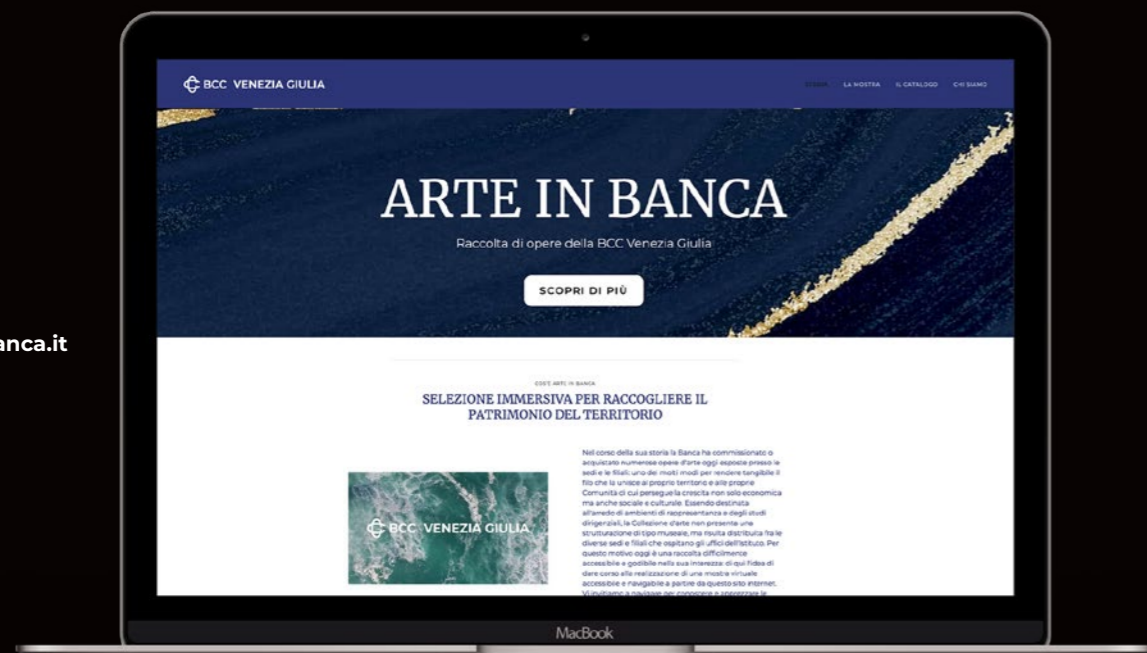 BCC VENEZIA GIULIA
HOME LA MOSTRA IL CATALOGO CHI SIAMO
ARTE IN BANCA
Raccolta di opere della BCC Venezia Giulia
SCOPRI DI PIÙ
anca.it
COS'È ARTE IN BANCA
SELEZIONE IMMERSIVA PER RACCOGLIERE IL
PATRIMONIO DEL TERRITORIO
BCC VENEZIA GIULIA
Nel corso della sua storia la Banca ha commissionato o
acquistato numerose opere d'arte oggi esposte presso le
sedi e le filiali: uno dei molti modi per rendere tangibile il
filo che la unisce al proprio territorio e alle proprie
Comunità di cui persegue la crescita non solo economica
ma anche sociale e culturale. Essendo destinata
all'arredo di ambienti di rappresentanza e degli studi
dirigenziali, la Collezione d'arte non presenta una
strutturazione di tipo museale, ma risulta distribuita fra le
diverse sedi e filiali che ospitano gli uffici dell'Istituto. Per
questo motivo oggi è una raccolta difficilmente
accessibile e godibile nella sua interezza: di qui l'idea di
dare corso alla realizzazione di una mostra virtuale
accessibile e navigabile a partire da questo sito internet.
Vi invitiamo a navigare per conoscere e apprezzare le
MacBook